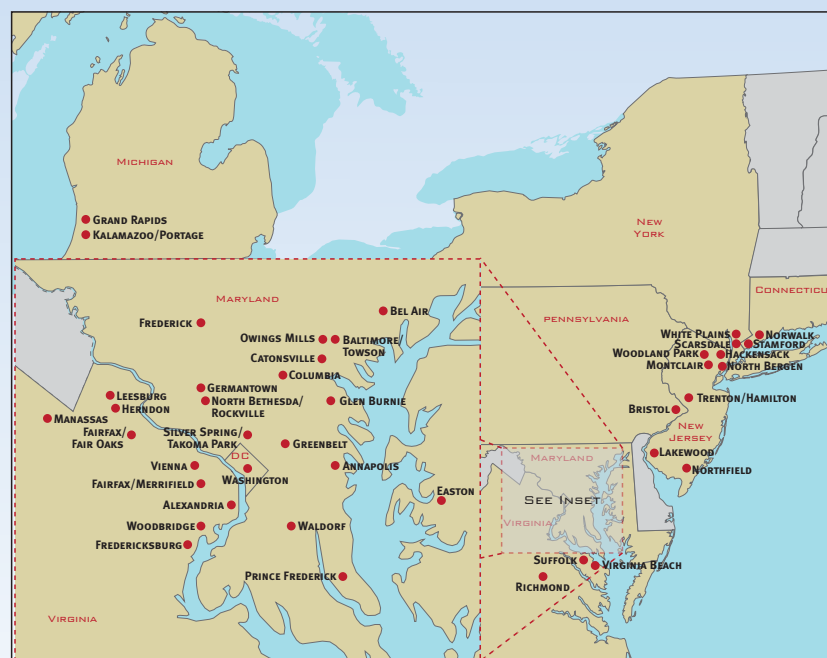 Michigan
Grand Rapids
Kalamazoo/Portage
New
York
Connecticu
Pennsylvania
White Plains
Norwalk
Scarsdale
Stamford
Woodland Park
Hackensack
Montclair
North Bergen
Trenton/Hamilton
Bristol
New
Jersey
Lakewood
Northfield
Maryland
See Inset
Virginia
Suffolk
Virginia Beach
Richmond
Maryland
Bel Air
Frederick
Owings Mills
Baltimore/
Towson
Catonsville
Columbia
Germantown
Leesburg
North Bethesda/
Rockville
Glen Burnie
Herndon
Manassas
Fairfax/
Fair Oaks
Silver Spring/
Takoma Park
Greenbelt
DC
Vienna
Washington
Annapolis
Fairfax/Merrifield
Easton
Alexandria
Woodbridge
Waldorf
Fredericksburg
Prince Frederick
Virginia